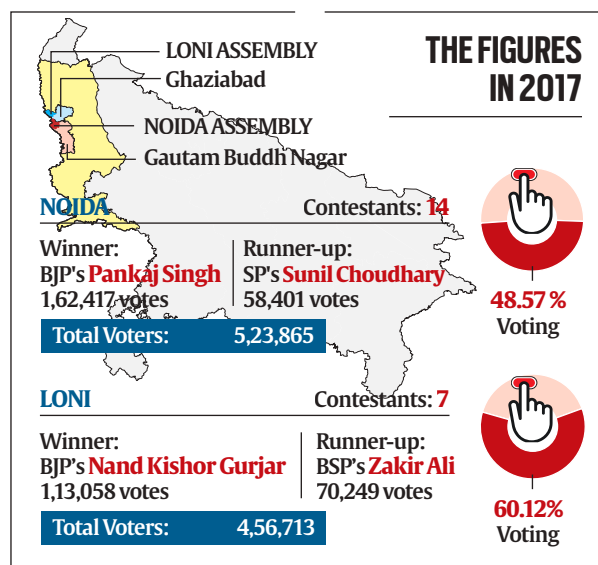 THE FIGURES
IN 2017
LONI ASSEMBLY
Ghaziabad
NOIDA ASSEMBLY
Gautam Buddh Nagar
NOIDA
Contestants: 14
Winner:
BJP's Pankaj Singh
1,62,417 votes
Runner-up:
SP's Sunil Choudhary
58,401 votes
Total Voters: 5,23,865
48.57 %
Voting
LONI
Contestants: 7
Winner:
BJP's Nand Kishor Gurjar
1,13,058 votes
Runner-up:
BSP's Zakir Ali
70,249 votes
Total Voters: 4,56,713
60.12%
Voting